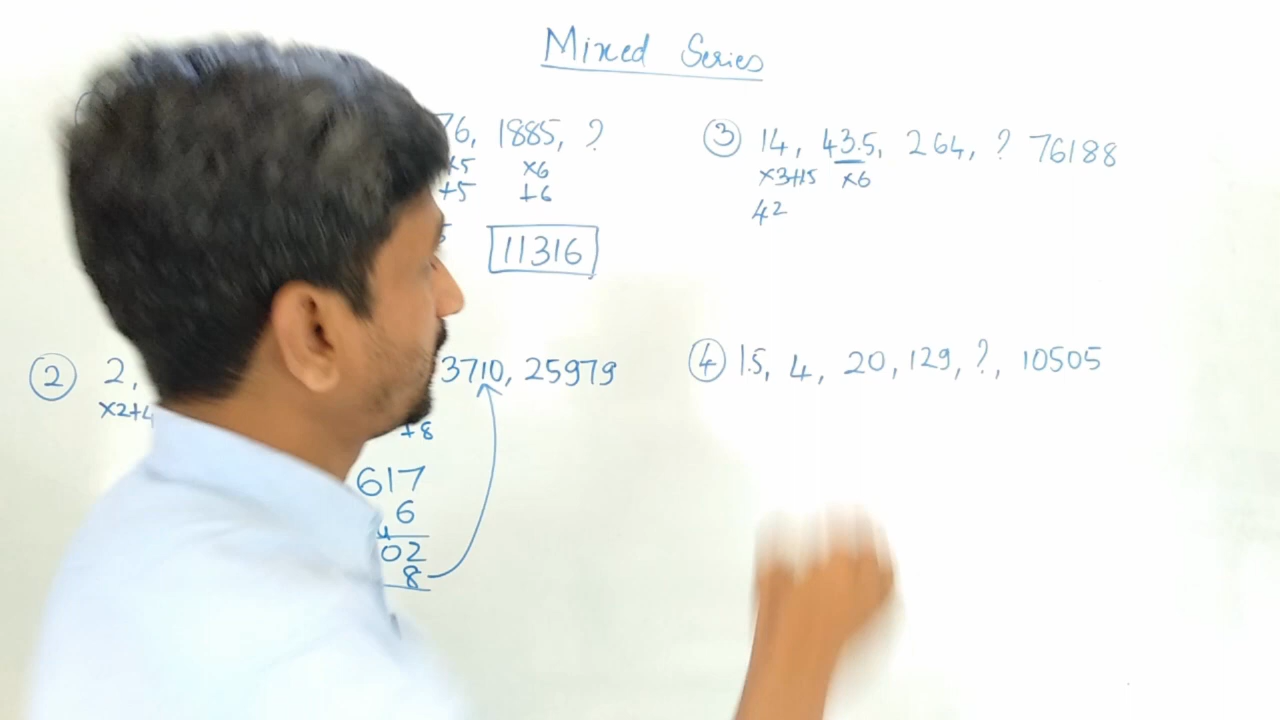 Mixed Series
76, 1885, ?
×5 ×6
+5 +6
11316
③ 14, 43.5, 264, ? 76188
×3+1.5 ×6
42
② 2, 3710, 25979
×2+4
+8
617
6
02
8
④ 1.5, 4, 20, 129, ?, 10505